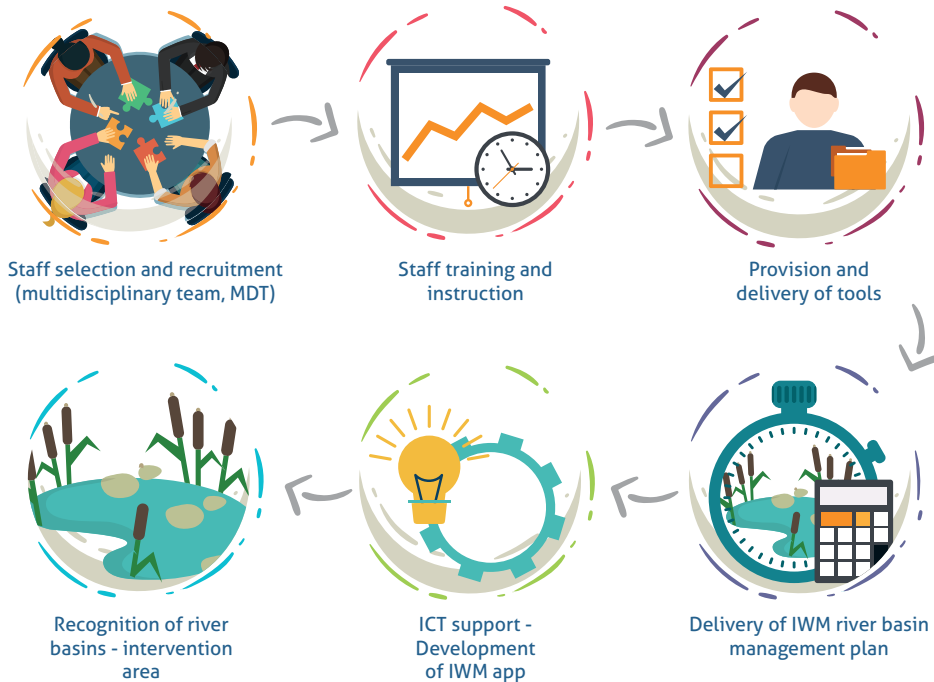 Staff selection and recruitment
(multidisciplinary team, MDT)
Staff training and
instruction
Provision and
delivery of tools
Recognition of river
basins - intervention
area
ICT support -
Development
of IWM app
Delivery of IWM river basin
management plan